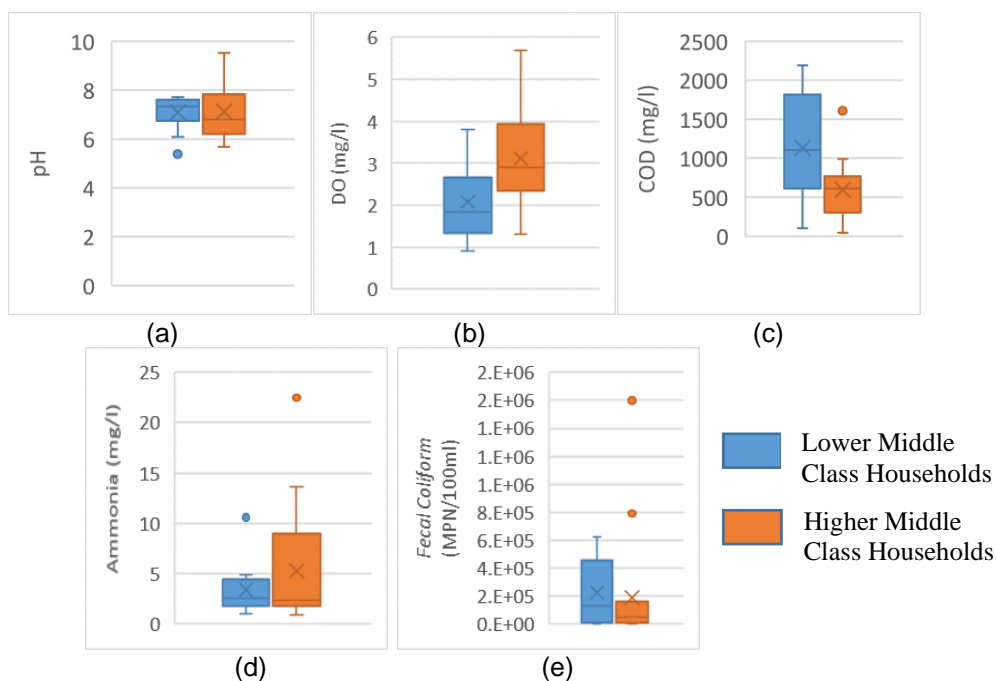 pH
10
8
6
4
2
0
(a)
DO (mg/l)
6
5
4
3
2
1
0
(b)
COD (mg/l)
2500
2000
1500
1000
500
0
(c)
Ammonia (mg/l)
25
20
15
10
5
0
(d)
Fecal Coliform
(MPN/100ml)
2.E+06
2.E+06
1.E+06
1.E+06
1.E+06
8.E+05
6.E+05
4.E+05
2.E+05
0.E+00
(e)
Lower Middle
Class Households
Higher Middle
Class Households